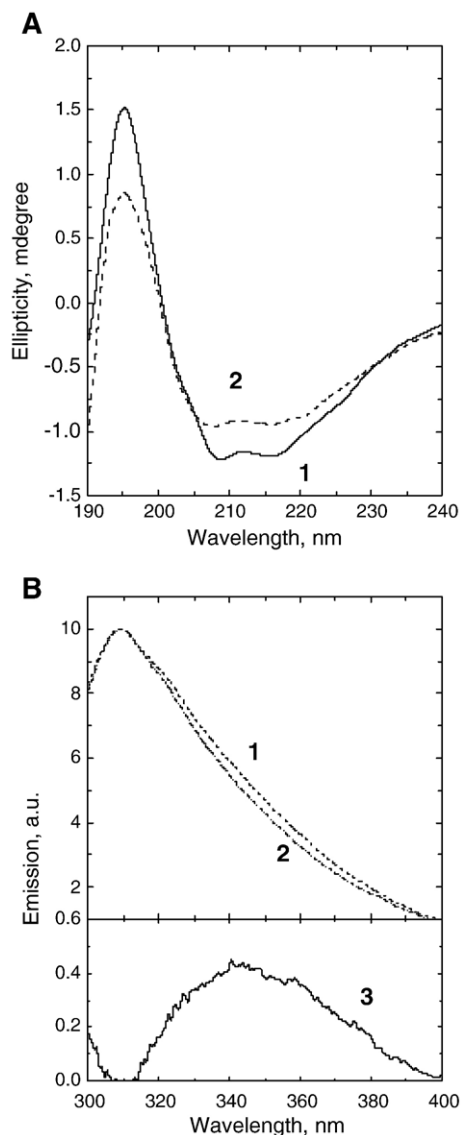 A
2.0
1.5
1.0
0.5
0.0
-0.5
-1.0
-1.5
Ellipticity, mdegree
2
1
190 200 210 220 230 240
Wavelength, nm
B
10
8
6
4
2
0.6
0.4
0.2
0.0
Emission, a.u.
1
2
3
300 320 340 360 380 400
Wavelength, nm